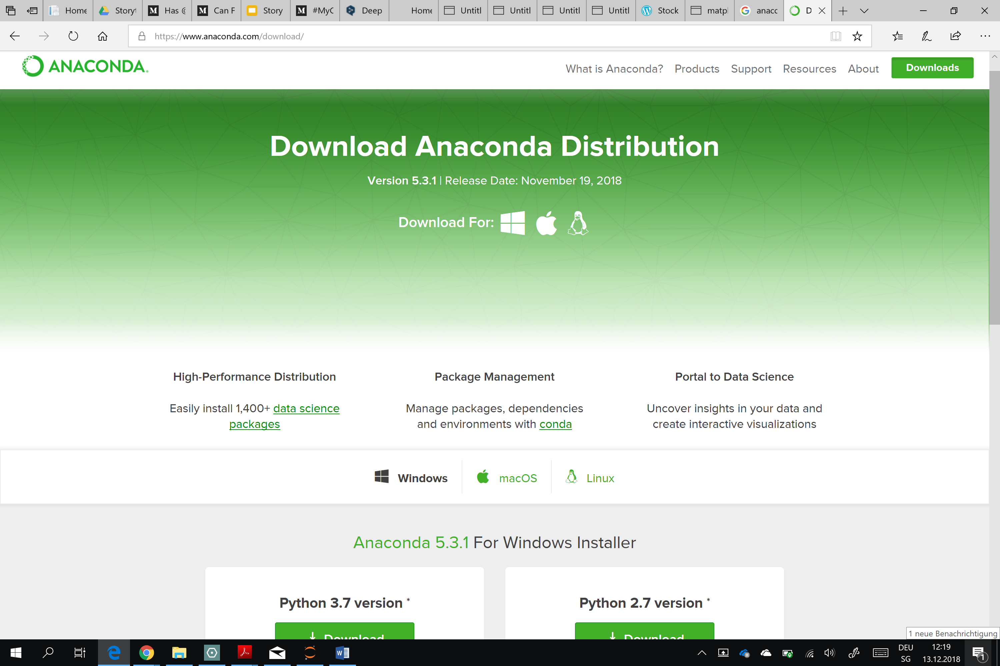 Home
Story
Has
Can F
Story
#MyC
Deep
Home
Untitl
Untitl
Untitl
Untitl
Stock
matpl
anaco
D
https://www.anaconda.com/download/
ANACONDA.
What is Anaconda? Products Support Resources About Downloads
Download Anaconda Distribution
Version 5.3.1 | Release Date: November 19, 2018
Download For:
High-Performance Distribution
Easily install 1,400+ data science
packages
Package Management
Manage packages, dependencies
and environments with conda
Portal to Data Science
Uncover insights in your data and
create interactive visualizations
Windows macOS Linux
Anaconda 5.3.1 For Windows Installer
Python 3.7 version *
Download
Python 2.7 version *
Download
1 neue Benachrichtigung
DEU
SG
12:19
13.12.2018
1